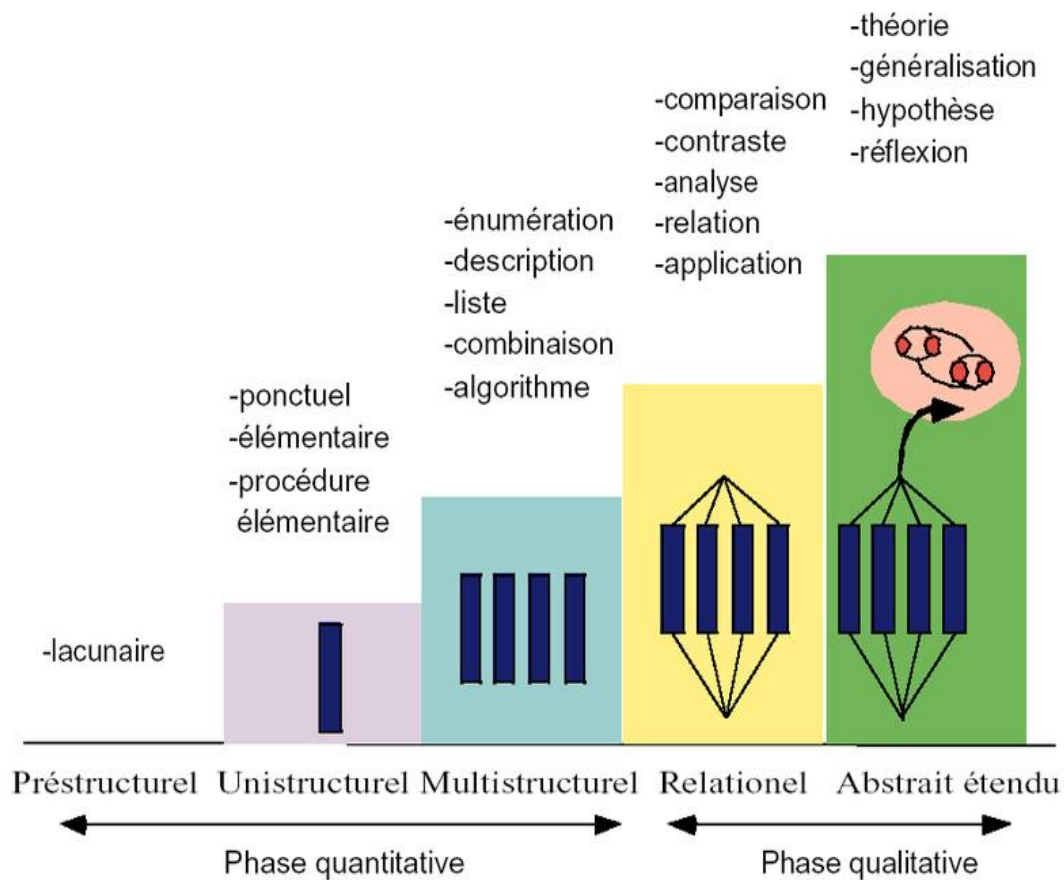 -théorie
-généralisation
-hypothèse
-réflexion
-comparaison
-contraste
-analyse
-relation
-application
-énumération
-description
-liste
-combinaison
-algorithme
-ponctuel
-élémentaire
-procédure
élémentaire
-lacunaire
Préstructurel Unistructurel Multistructurel Relationel Abstrait étendu
Phase quantitative Phase qualitative